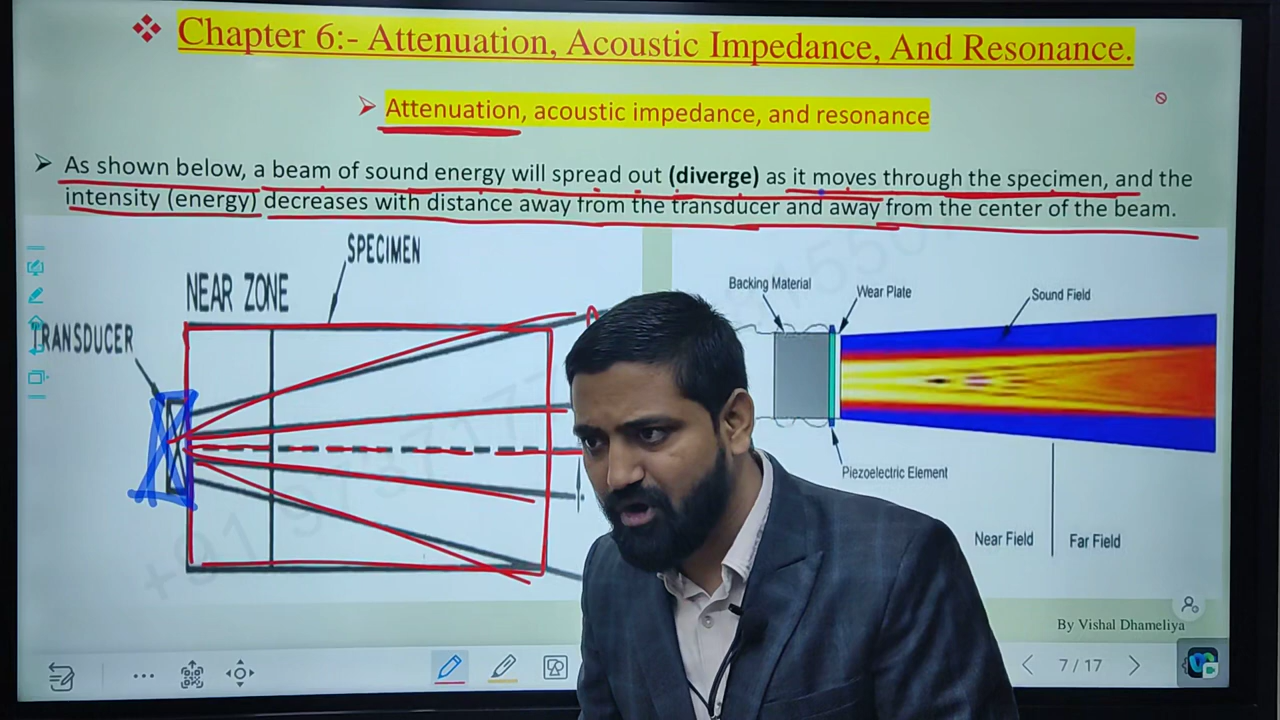 Chapter 6:- Attenuation, Acoustic Impedance, And Resonance.
Attenuation, acoustic impedance, and resonance
As shown below, a beam of sound energy will spread out (diverge) as it moves through the specimen, and the
intensity (energy) decreases with distance away from the transducer and away from the center of the beam.
SPECIMEN
NEAR ZONE
TRANSDUCER
Backing Material
Wear Plate
Sound Field
Piezoelectric Element
Near Field
Far Field
By Vishal Dhameliya
7 / 17